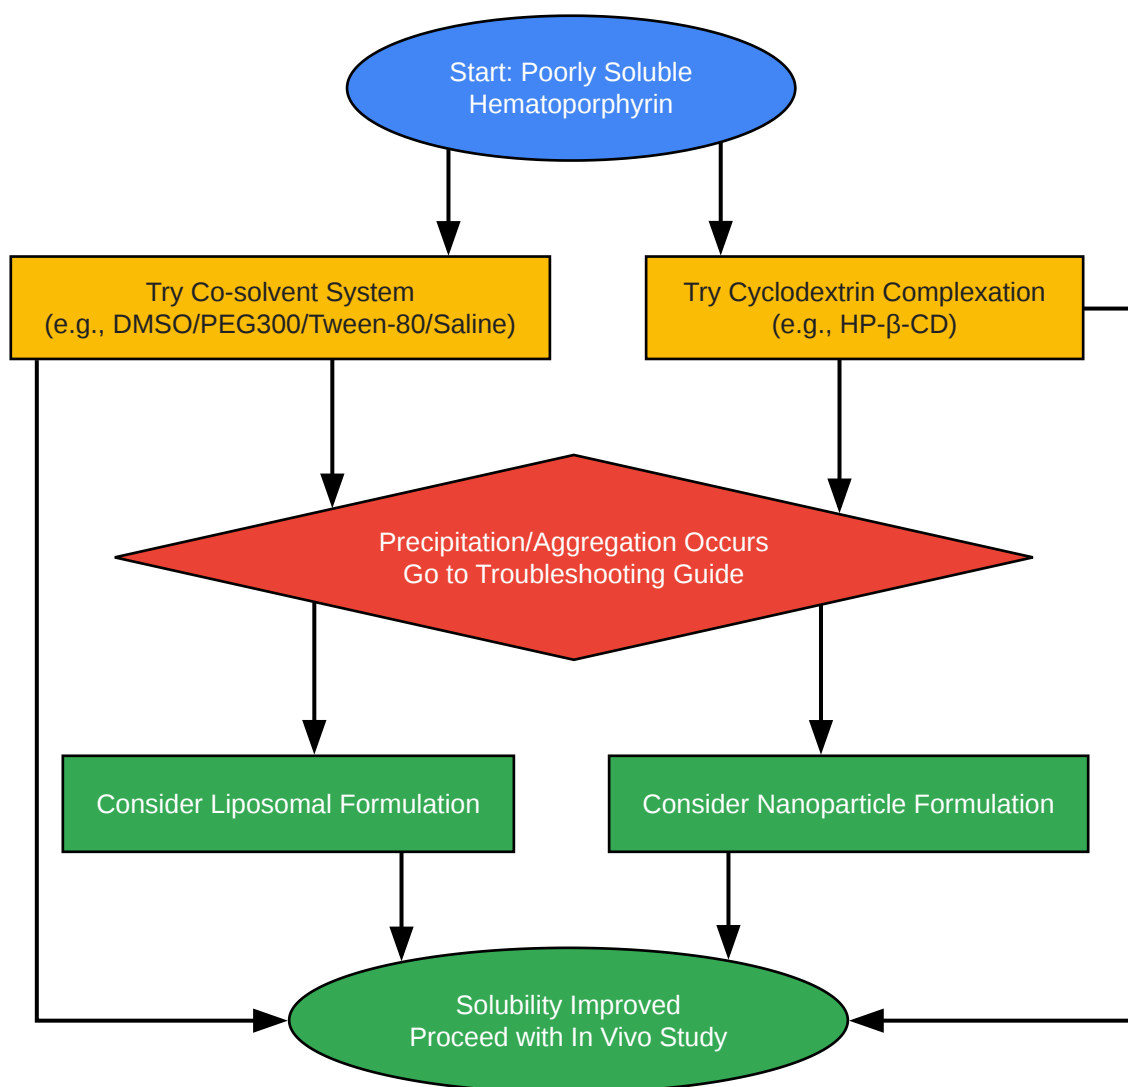 Start: Poorly Soluble
Hematoporphyrin
Try Co-solvent System
(e.g., DMSO/PEG300/Tween-80/Saline)
Try Cyclodextrin Complexation
(e.g., HP-β-CD)
Precipitation/Aggregation Occurs
Go to Troubleshooting Guide
Consider Liposomal Formulation
Consider Nanoparticle Formulation
Solubility Improved
Proceed with In Vivo Study